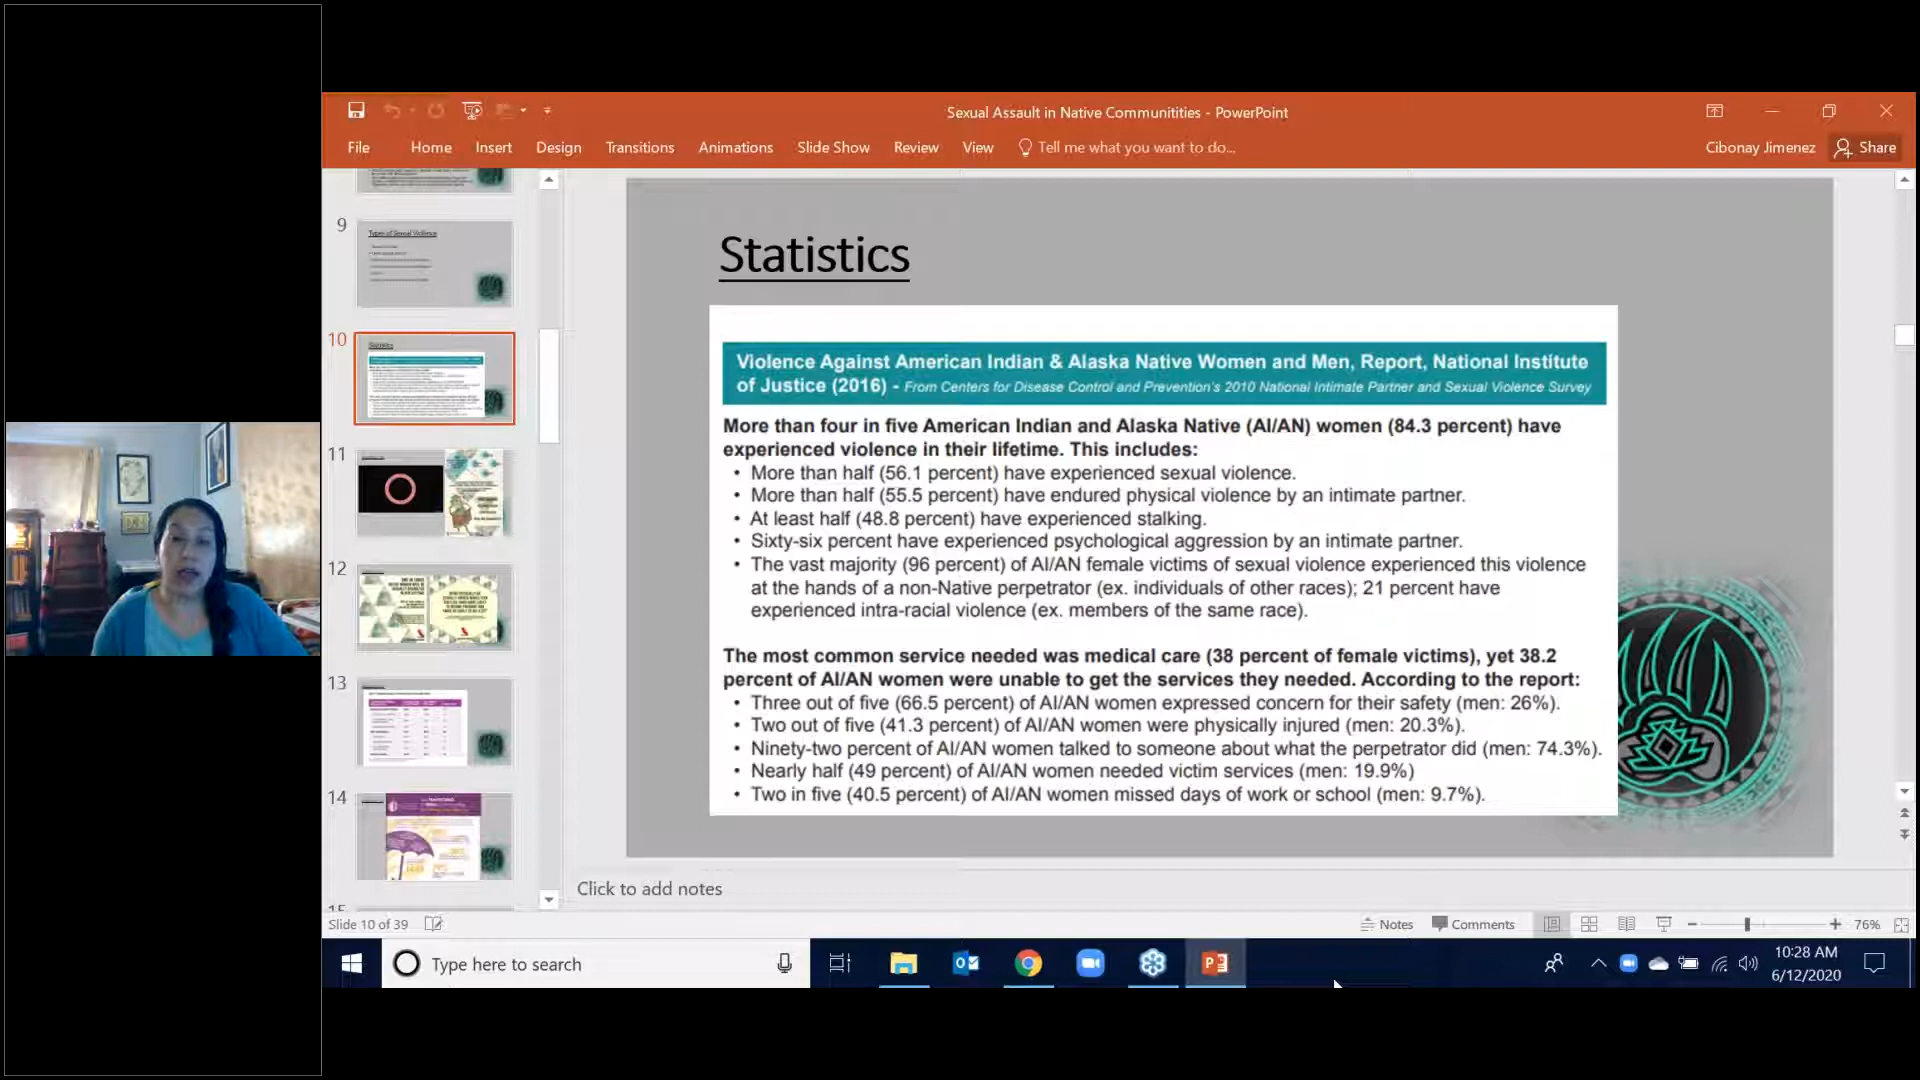 Sexual Assault in Native Communitities - PowerPoint
File Home Insert Design Transitions Animations Slide Show Review View Tell me what you want to do... Cibonay Jimenez Share
9
Types of Sexual Violence
10
Statistics
11
12
13
14
15
Statistics
Violence Against American Indian & Alaska Native Women and Men, Report, National Institute
of Justice (2016) - From Centers for Disease Control and Prevention's 2010 National Intimate Partner and Sexual Violence Survey
More than four in five American Indian and Alaska Native (AI/AN) women (84.3 percent) have
experienced violence in their lifetime. This includes:
• More than half (56.1 percent) have experienced sexual violence.
• More than half (55.5 percent) have endured physical violence by an intimate partner.
• At least half (48.8 percent) have experienced stalking.
• Sixty-six percent have experienced psychological aggression by an intimate partner.
• The vast majority (96 percent) of AI/AN female victims of sexual violence experienced this violence
at the hands of a non-Native perpetrator (ex. individuals of other races); 21 percent have
experienced intra-racial violence (ex. members of the same race).
The most common service needed was medical care (38 percent of female victims), yet 38.2
percent of AI/AN women were unable to get the services they needed. According to the report:
• Three out of five (66.5 percent) of AI/AN women expressed concern for their safety (men: 26%).
• Two out of five (41.3 percent) of AI/AN women were physically injured (men: 20.3%).
• Ninety-two percent of AI/AN women talked to someone about what the perpetrator did (men: 74.3%).
• Nearly half (49 percent) of AI/AN women needed victim services (men: 19.9%)
• Two in five (40.5 percent) of AI/AN women missed days of work or school (men: 9.7%).
Click to add notes
Slide 10 of 39 Notes Comments 76%
Type here to search
10:28 AM
6/12/2020